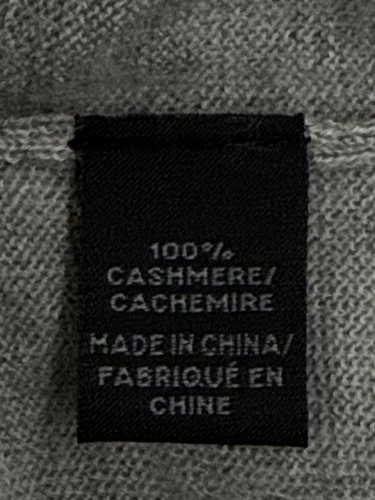 100%
CASHMERE/
CACHEMIRE
MADE IN CHINA/
FABRIQUÉ EN
CHINE